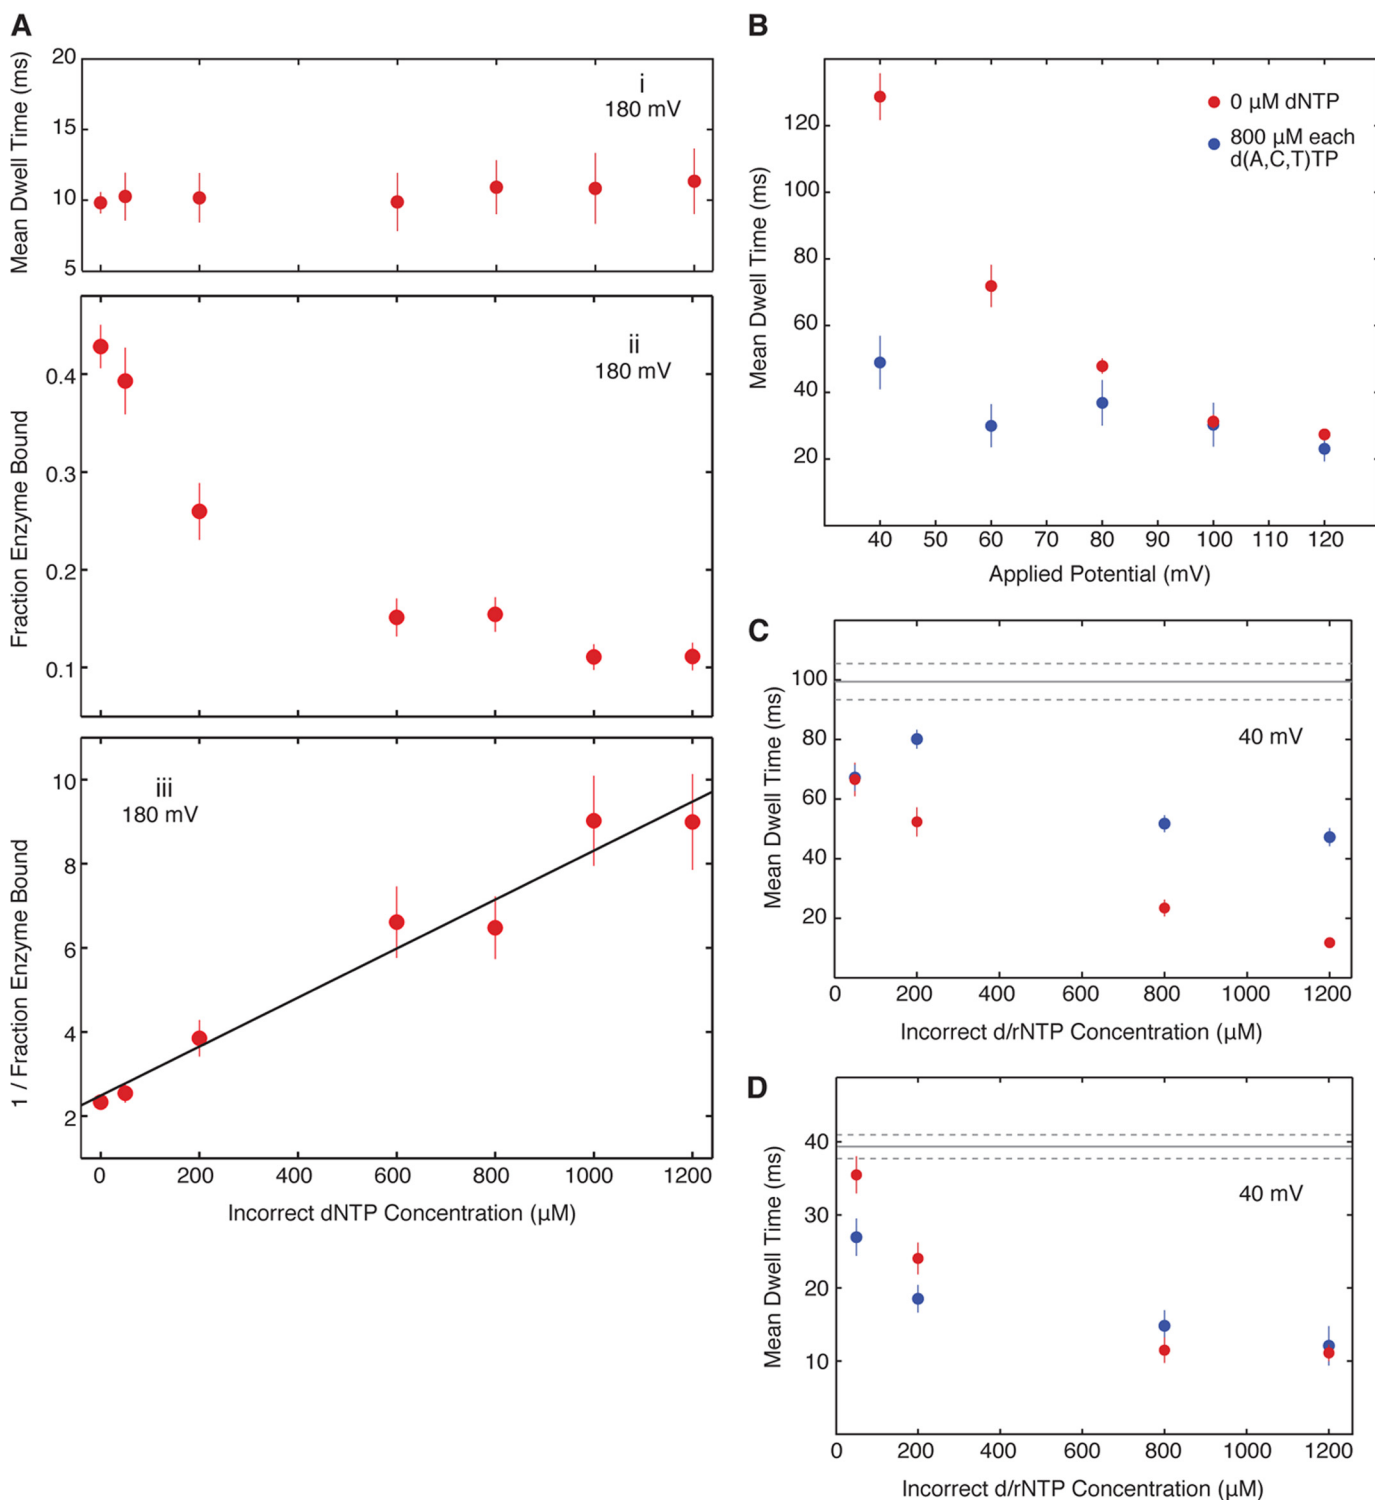 A
20
15
10
5
Mean Dwell Time (ms)
i
180 mV
0.4
0.3
0.2
0.1
Fraction Enzyme Bound
ii
180 mV
10
8
6
4
2
1 / Fraction Enzyme Bound
iii
180 mV
0 200 400 600 800 1000 1200
Incorrect dNTP Concentration (µM)
B
120
100
80
60
40
20
Mean Dwell Time (ms)
0 µM dNTP
800 µM each
d(A,C,T)TP
40 50 60 70 80 90 100 110 120
Applied Potential (mV)
C
100
80
60
40
20
Mean Dwell Time (ms)
40 mV
0 200 400 600 800 1000 1200
Incorrect d/rNTP Concentration (µM)
D
40
30
20
10
Mean Dwell Time (ms)
40 mV
0 200 400 600 800 1000 1200
Incorrect d/rNTP Concentration (µM)